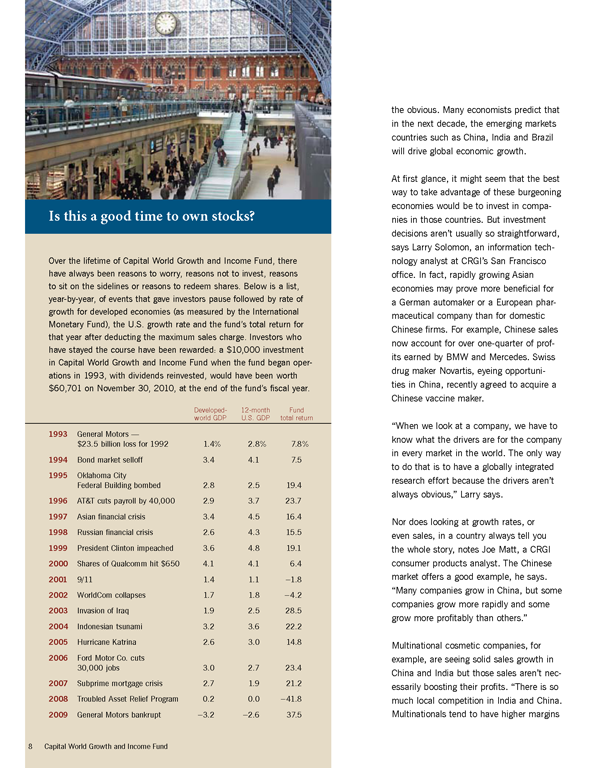 Is this a good time to own stocks?
Over the lifetime of Capital World Growth and Income Fund, there
have always been reasons to worry, reasons not to invest, reasons
to sit on the sidelines or reasons to redeem shares. Below is a list,
year-by-year, of events that gave investors pause followed by rate of
growth for developed economies (as measured by the International
Monetary Fund), the U.S. growth rate and the fund's total return for
that year after deducting the maximum sales charge. Investors who
have stayed the course have been rewarded: a $10,000 investment
in Capital World Growth and Income Fund when the fund began oper-
ations in 1993, with dividends reinvested, would have been worth
$60,701 on November 30, 2010, at the end of the fund's fiscal year.
Developed- 12-month Fund
world GDP U.S. GDP total return
1993 General Motors —
$23.5 billion loss for 1992 1.4% 2.8% 7.8%
1994 Bond market selloff 3.4 4.1 7.5
1995 Oklahoma City
Federal Building bombed 2.8 2.5 19.4
1996 AT&T cuts payroll by 40,000 2.9 3.7 23.7
1997 Asian financial crisis 3.4 4.5 16.4
1998 Russian financial crisis 2.6 4.3 15.5
1999 President Clinton impeached 3.6 4.8 19.1
2000 Shares of Qualcomm hit $650 4.1 4.1 6.4
2001 9/11 1.4 1.1 –1.8
2002 WorldCom collapses 1.7 1.8 –4.2
2003 Invasion of Iraq 1.9 2.5 28.5
2004 Indonesian tsunami 3.2 3.6 22.2
2005 Hurricane Katrina 2.6 3.0 14.8
2006 Ford Motor Co. cuts
30,000 jobs 3.0 2.7 23.4
2007 Subprime mortgage crisis 2.7 1.9 21.2
2008 Troubled Asset Relief Program 0.2 0.0 –41.8
2009 General Motors bankrupt –3.2 –2.6 37.5
the obvious. Many economists predict that
in the next decade, the emerging markets
countries such as China, India and Brazil
will drive global economic growth.
At first glance, it might seem that the best
way to take advantage of these burgeoning
economies would be to invest in compa-
nies in those countries. But investment
decisions aren't usually so straightforward,
says Larry Solomon, an information tech-
nology analyst at CRGI's San Francisco
office. In fact, rapidly growing Asian
economies may prove more beneficial for
a German automaker or a European phar-
maceutical company than for domestic
Chinese firms. For example, Chinese sales
now account for over one-quarter of prof-
its earned by BMW and Mercedes. Swiss
drug maker Novartis, eyeing opportuni-
ties in China, recently agreed to acquire a
Chinese vaccine maker.
“When we look at a company, we have to
know what the drivers are for the company
in every market in the world. The only way
to do that is to have a globally integrated
research effort because the drivers aren't
always obvious,” Larry says.
Nor does looking at growth rates, or
even sales, in a country always tell you
the whole story, notes Joe Matt, a CRGI
consumer products analyst. The Chinese
market offers a good example, he says.
“Many companies grow in China, but some
companies grow more rapidly and some
grow more profitably than others.”
Multinational cosmetic companies, for
example, are seeing solid sales growth in
China and India but those sales aren't nec-
essarily boosting their profits. “There is so
much local competition in India and China.
Multinationals tend to have higher margins
8 Capital World Growth and Income Fund